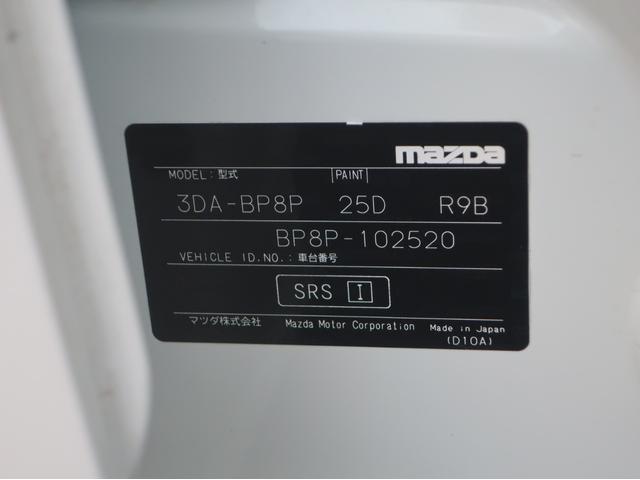 mazda
MODEL:型式 PAINT
3DA-BP8P 25D R9B
BP8P-102520
VEHICLE ID.NO.:車台番号
SRS I
マツダ株式会社 Mazda Motor Corporation Made in Japan
(D10A)